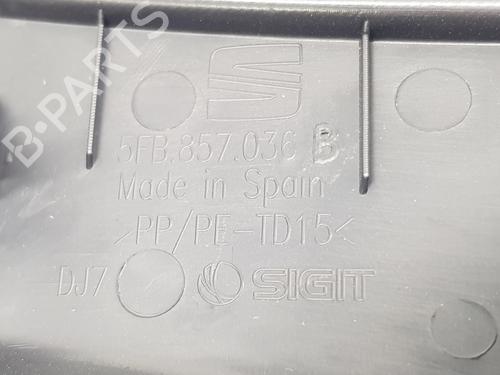 B-PARTS
5FB.857.036 B
Made in Spain
>PP/PE-TD15<
DJ7 SIGIT